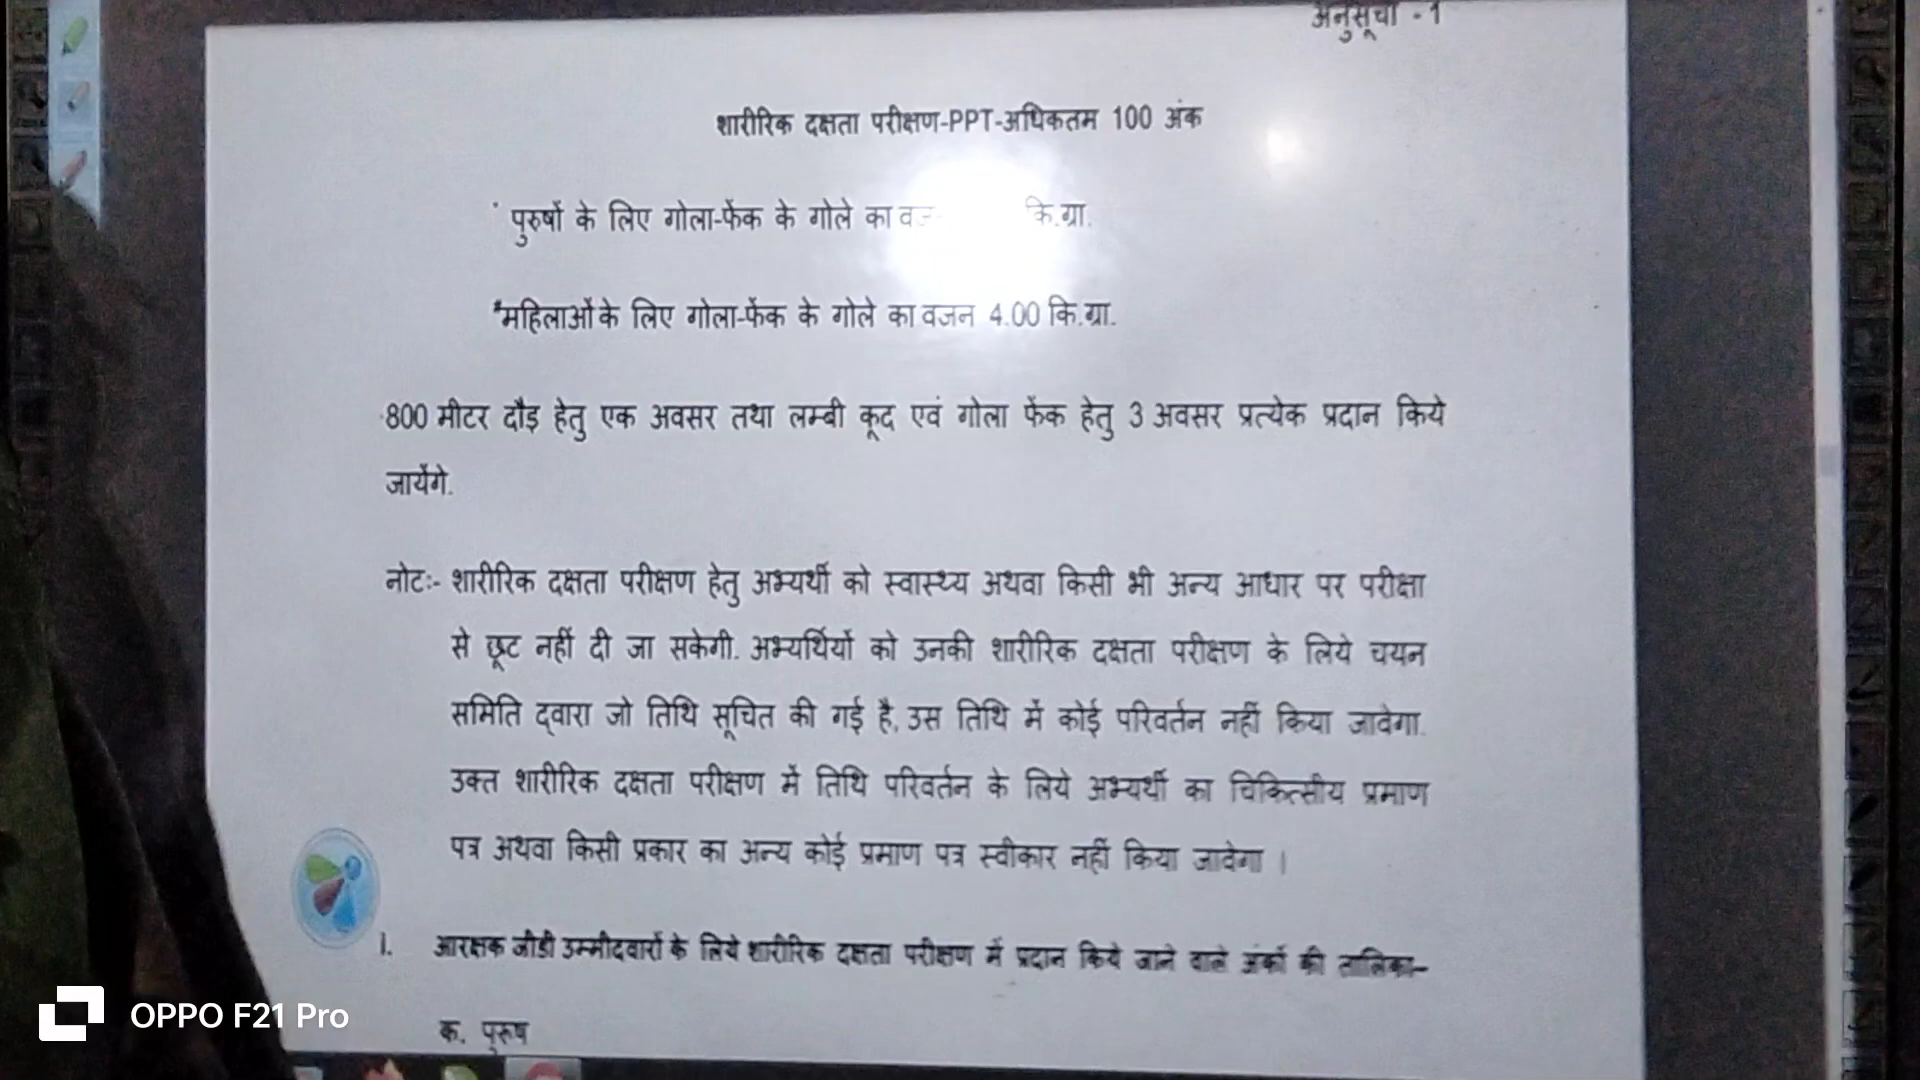 अनुसूची - 1
शारीरिक दक्षता परीक्षण-PPT-अधिकतम 100 अंक
पुरुषों के लिए गोला-फेंक के गोले का कि.ग्रा.
*महिलाओं के लिए गोला-फेंक के गोले का वजन 4.00 कि.ग्रा.
800 मीटर दौड़ हेतु एक अवसर तथा लम्बी कूद एवं गोला फेंक हेतु 3 अवसर प्रत्येक प्रदान किये
जायेंगे.
नोटः- शारीरिक दक्षता परीक्षण हेतु अभ्यर्थी को स्वास्थ्य अथवा किसी भी अन्य आधार पर परीक्षा
से छूट नहीं दी जा सकेगी. अभ्यर्थियों को उनकी शारीरिक दक्षता परीक्षण के लिये चयन
समिति द्वारा जो तिथि सूचित की गई है, उस तिथि में कोई परिवर्तन नहीं किया जावेगा.
उक्त शारीरिक दक्षता परीक्षण में तिथि परिवर्तन के लिये अभ्यर्थी का चिकित्सीय प्रमाण
पत्र अथवा किसी प्रकार का अन्य कोई प्रमाण पत्र स्वीकार नहीं किया जावेगा ।
I. आरक्षक जीडी उम्मीदवारों के लिये शारीरिक दक्षता परीक्षण में प्रदान किये जाने वाले अंकों की तालिका-
क. पुरुष
OPPO F21 Pro